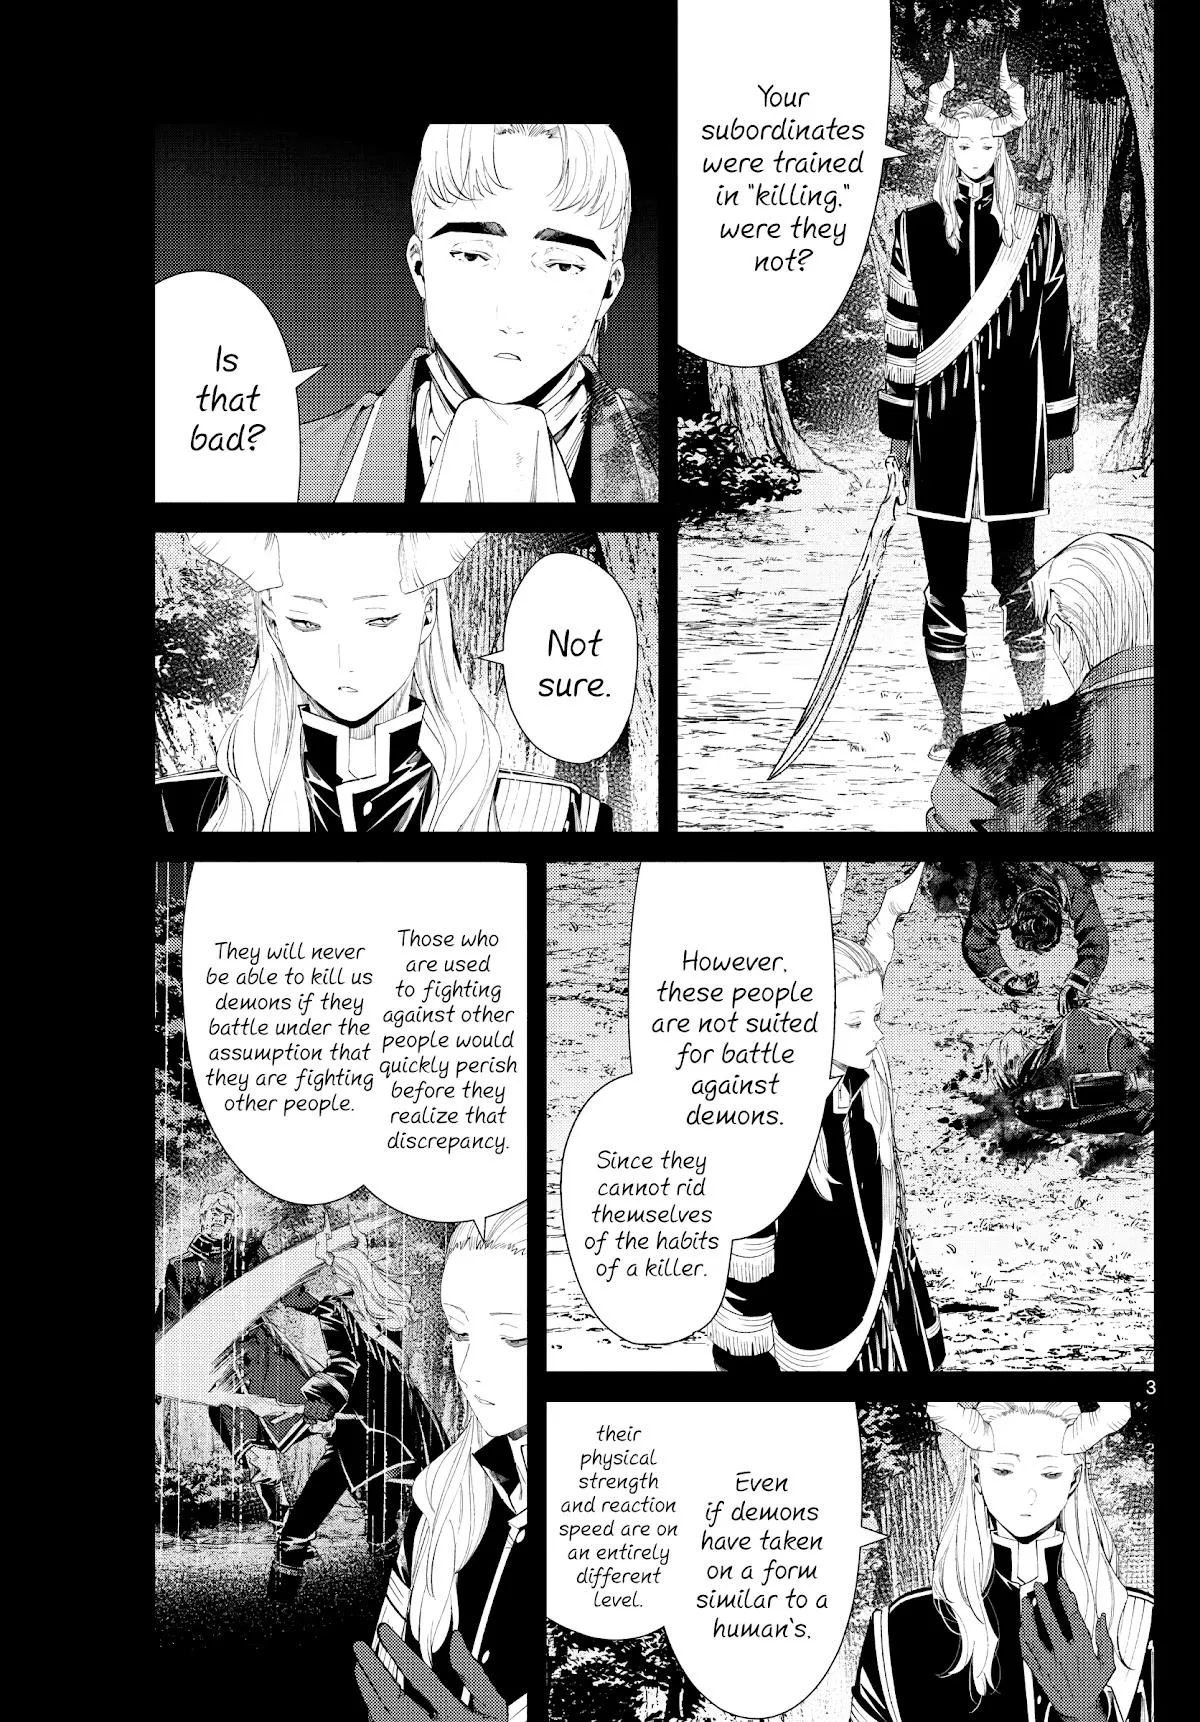 Your
subordinates
were trained
in "killing,"
were they
not?
Is
that
bad?
Not
sure.
However,
these people
are not suited
for battle
against
demons.
Since they
cannot rid
themselves
of the habits
of a killer.
3
Even
if demons
have taken
on a form
similar to a
human`s,
their
physical
strength
and reaction
speed are on
an entirely
different
level.
Those who
are used
to fighting
against other
people would
quickly perish
before they
realize that
discrepancy.
They will never
be able to kill us
demons if they
battle under the
assumption that
they are fighting
other people.